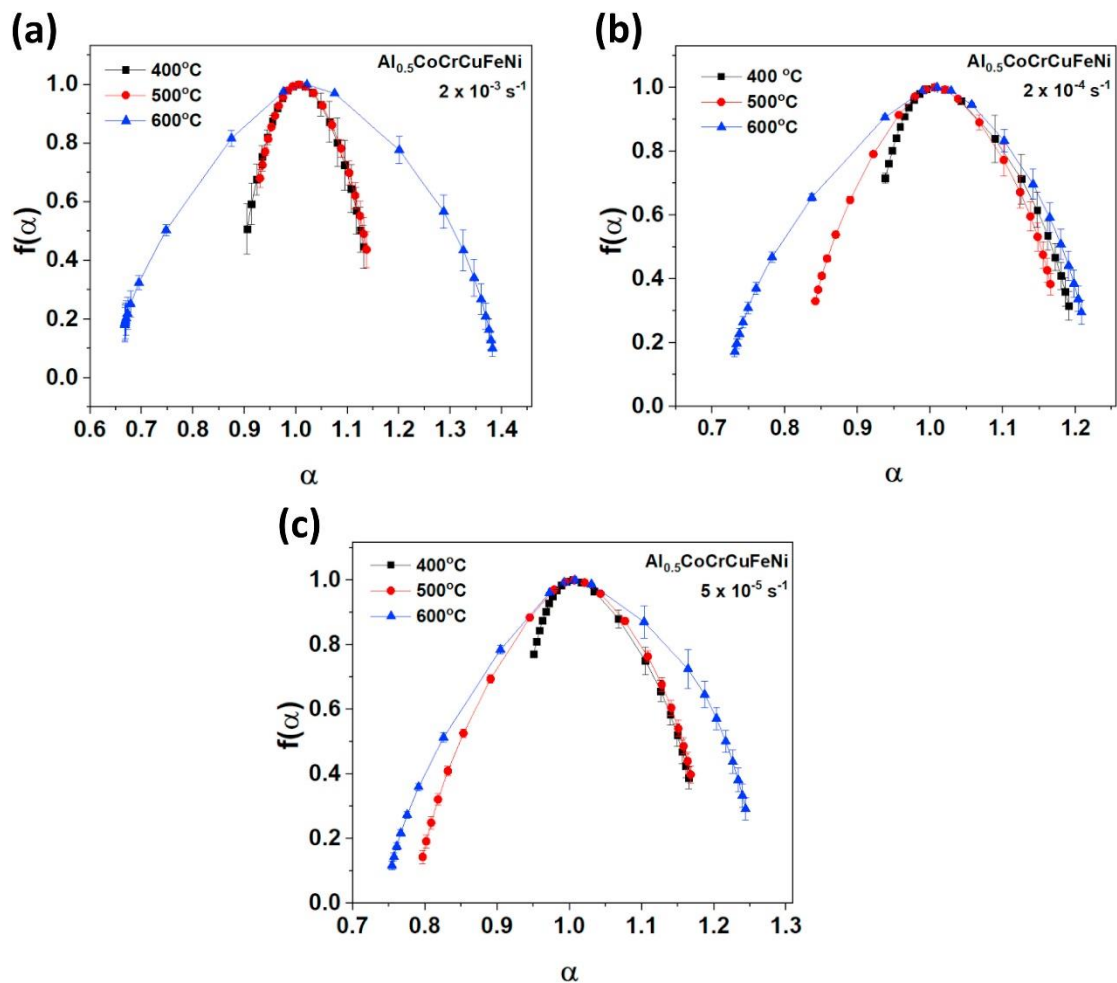 (a)
400°C
500°C
600°C
Al0.5CoCrCuFeNi
2 x 10-3 s-1
1.0
0.8
0.6
0.4
0.2
0.0
f(α)
0.6 0.7 0.8 0.9 1.0 1.1 1.2 1.3 1.4
α
(b)
400 °C
500°C
600°C
Al0.5CoCrCuFeNi
2 x 10-4 s-1
1.0
0.8
0.6
0.4
0.2
0.0
f(α)
0.7 0.8 0.9 1.0 1.1 1.2
α
(c)
400°C
500°C
600°C
Al0.5CoCrCuFeNi
5 x 10-5 s-1
1.0
0.8
0.6
0.4
0.2
0.0
f(α)
0.7 0.8 0.9 1.0 1.1 1.2 1.3
α